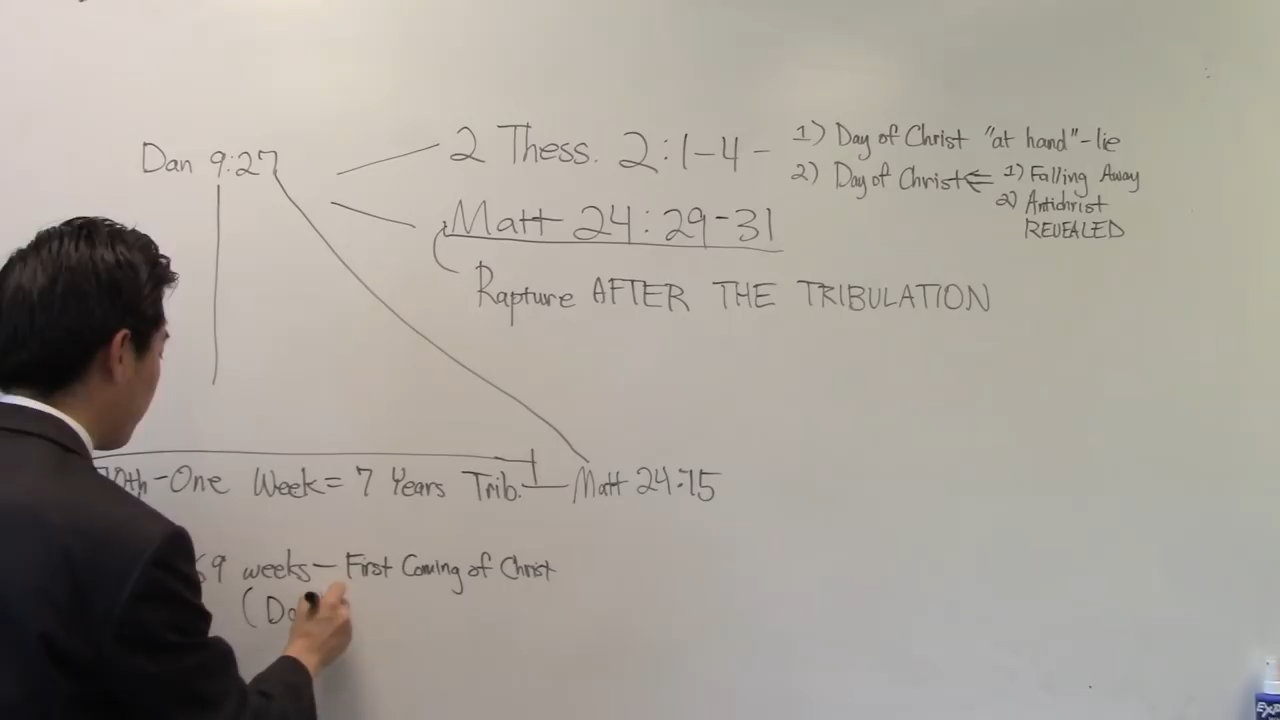 Dan 9:27
2 Thess. 2:1-4 -
1) Day of Christ "at hand"-lie
2) Day of Christ ⇐ 1) Falling Away
2) Antichrist
REVEALED
Matt 24:29-31
Rapture AFTER THE TRIBULATION
70th-One Week = 7 Years Trib. — Matt 24:15
69 weeks - First Coming of Christ
(Da
EXP